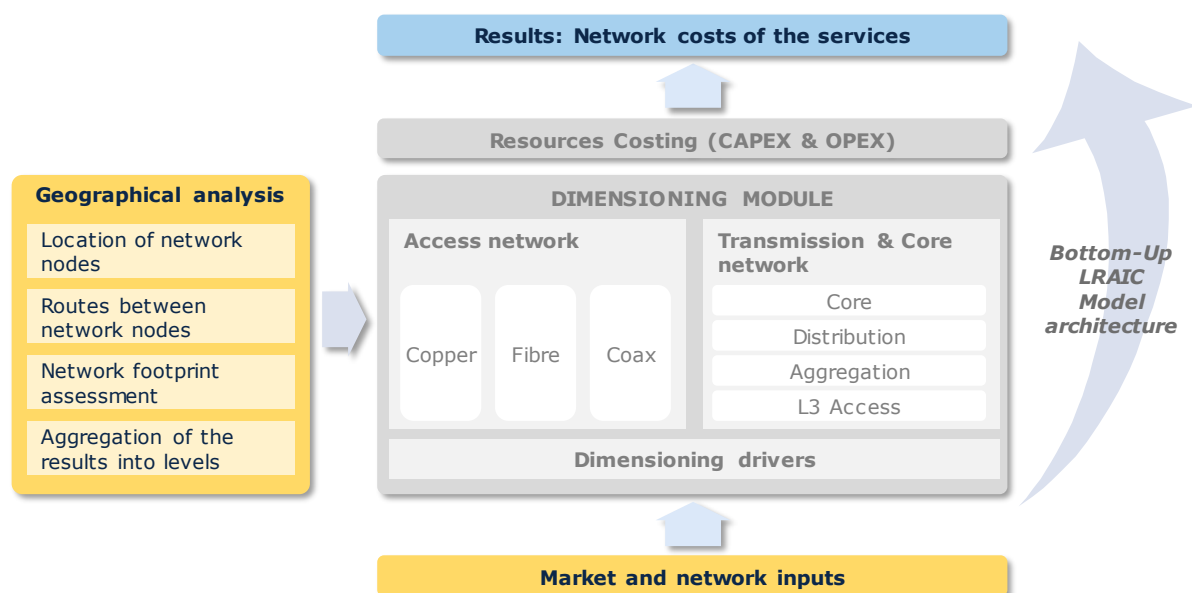 Results: Network costs of the services
Resources Costing (CAPEX & OPEX)
Geographical analysis
Location of network
nodes
Routes between
network nodes
Network footprint
assessment
Aggregation of the
results into levels
DIMENSIONING MODULE
Access network
Copper
Fibre
Coax
Transmission & Core
network
Core
Distribution
Aggregation
L3 Access
Dimensioning drivers
Bottom-Up
LRAIC
Model
architecture
Market and network inputs